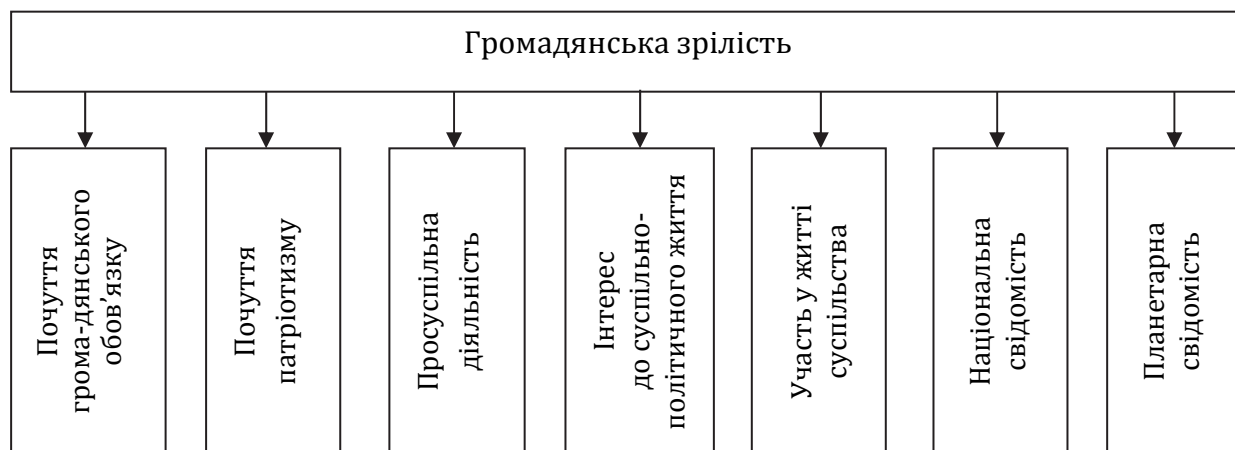 Громадянська зрілість
Почуття
грома-дянського
обов’язку
Почуття
патріотизму
Просуспільна
діяльність
Інтерес
до суспільно-
політичного життя
Участь у житті
суспільства
Національна
свідомість
Планетарна
свідомість